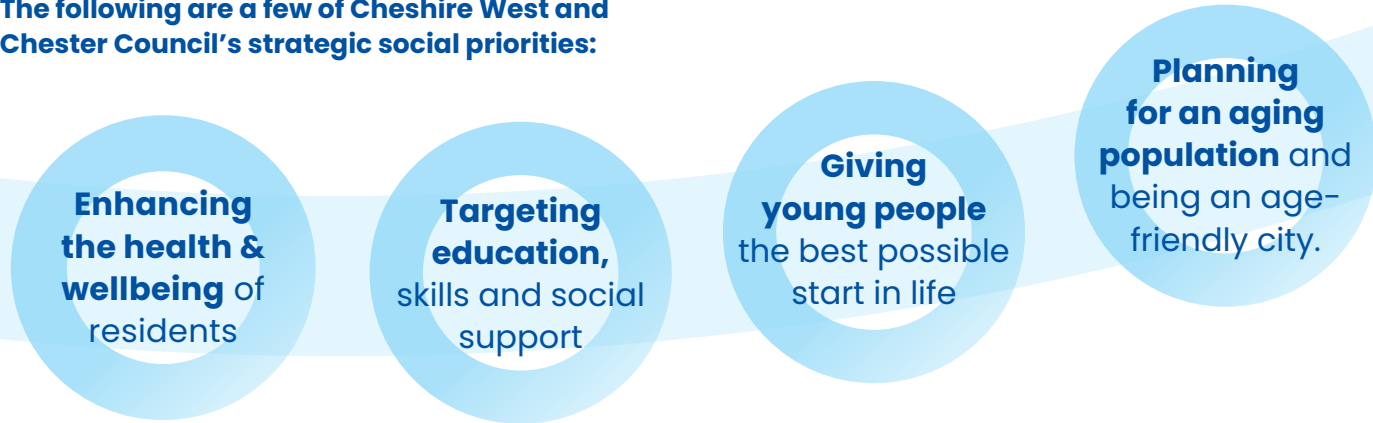 The following are a few of Cheshire West and
Chester Council’s strategic social priorities:
Enhancing
the health &
wellbeing of
residents
Targeting
education,
skills and social
support
Giving
young people
the best possible
start in life
Planning
for an aging
population and
being an age-
friendly city.